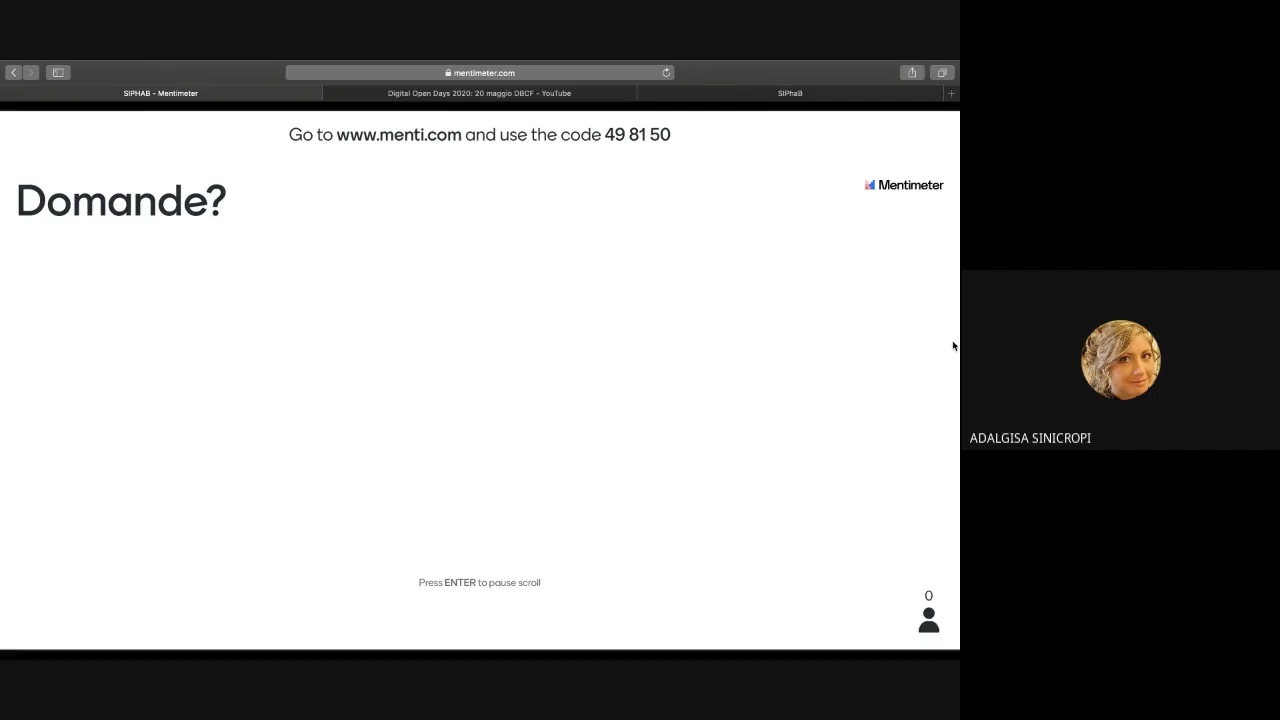 mentimeter.com
SIPHAB - Mentimeter
Digital Open Days 2020: 20 maggio DBCF - YouTube
SIPhaB
Go to www.menti.com and use the code 49 81 50
Domande?
Mentimeter
ADALGISA SINICROPI
Press ENTER to pause scroll
0